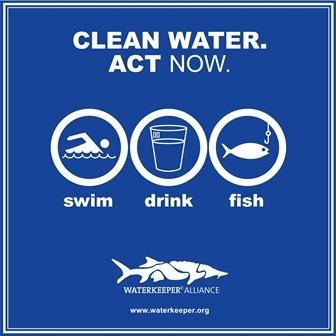 CLEAN WATER.
ACT NOW.
swim drink fish
WATERKEEPER® ALLIANCE
www.waterkeeper.org